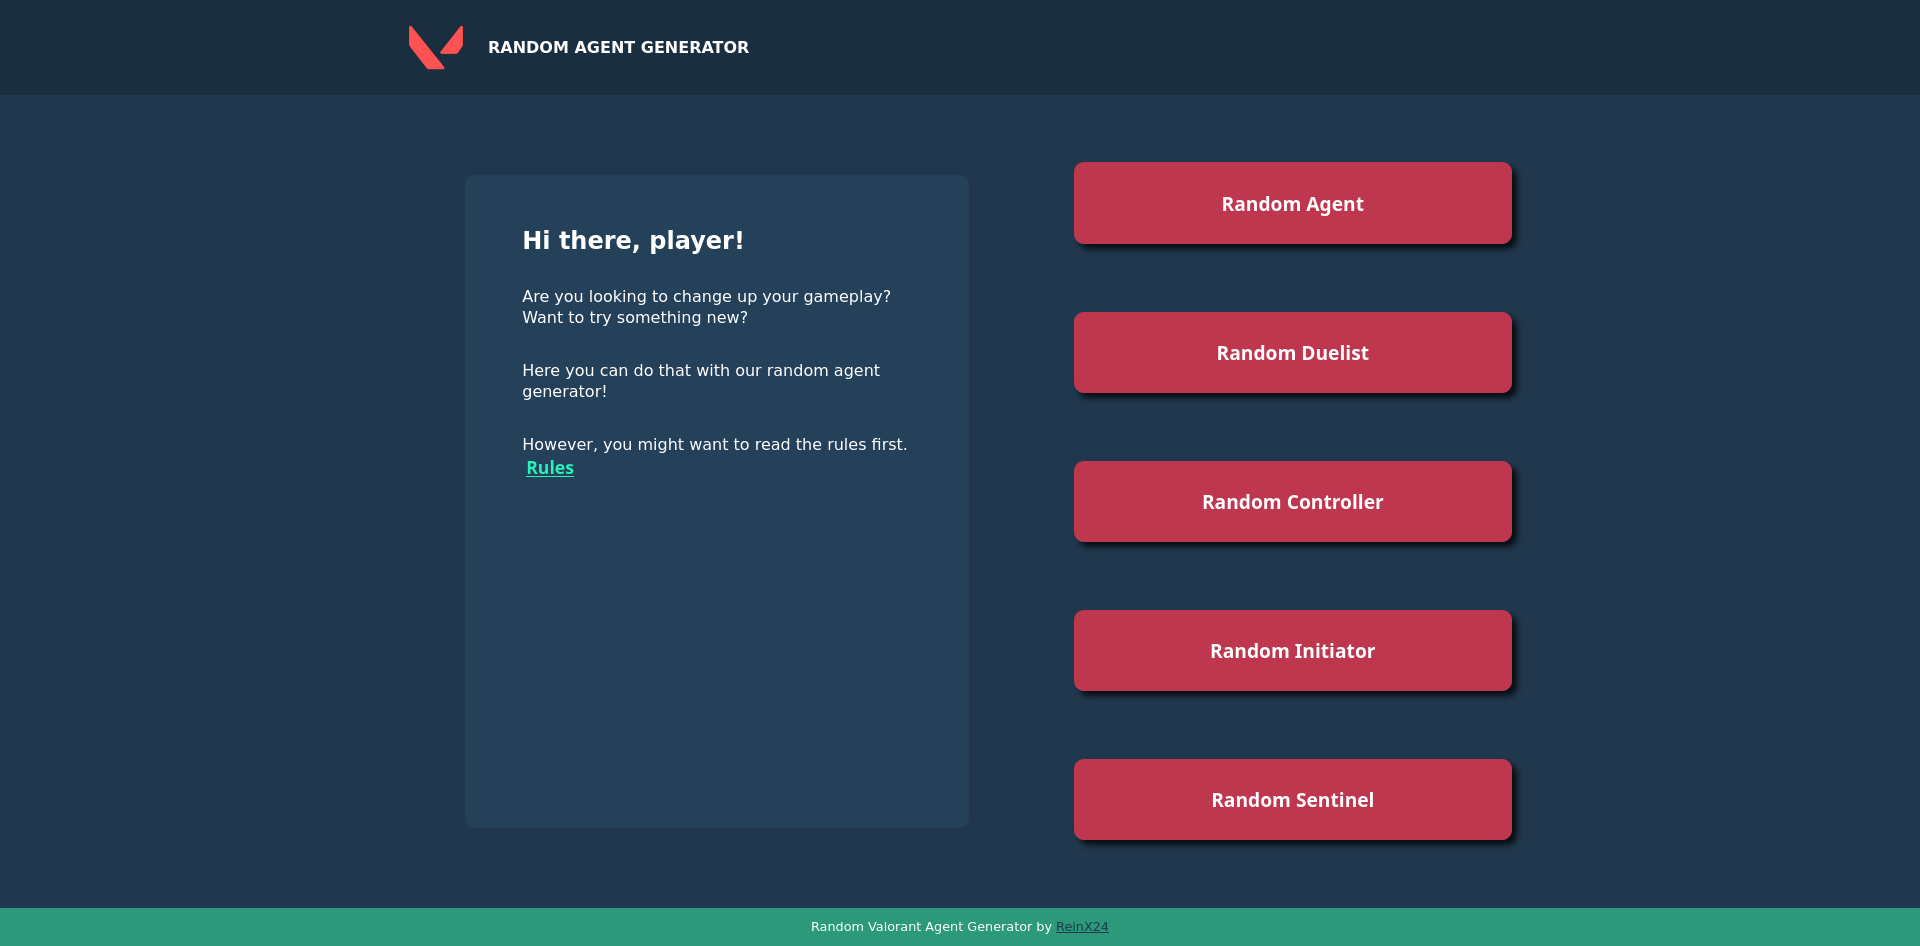 RANDOM AGENT GENERATOR
Hi there, player!
Are you looking to change up your gameplay?
Want to try something new?
Here you can do that with our random agent
generator!
However, you might want to read the rules first.
Rules
Random Agent
Random Duelist
Random Controller
Random Initiator
Random Sentinel
Random Valorant Agent Generator by ReinX24